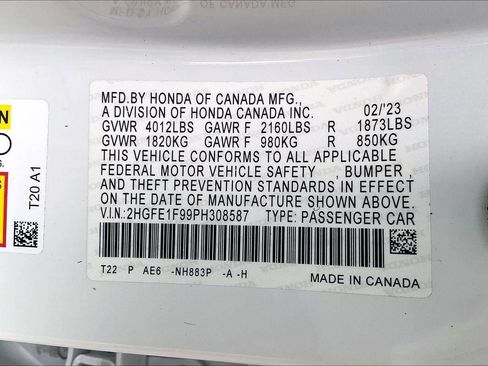 MFD.BY HONDA OF CANADA MFG.,
A DIVISION OF HONDA CANADA INC. 02/'23
GVWR 4012LBS GAWR F 2160LBS R 1873LBS
GVWR 1820KG GAWR F 980KG R 850KG
THIS VEHICLE CONFORMS TO ALL APPLICABLE
FEDERAL MOTOR VEHICLE SAFETY , BUMPER ,
AND THEFT PREVENTION STANDARDS IN EFFECT
ON THE DATE OF MANUFACTURE SHOWN ABOVE.
V.I.N: 2HGFE1F99PH308587 TYPE: PASSENGER CAR
T22 P AE6 -NH883P -A -H
MADE IN CANADA
T20 A1